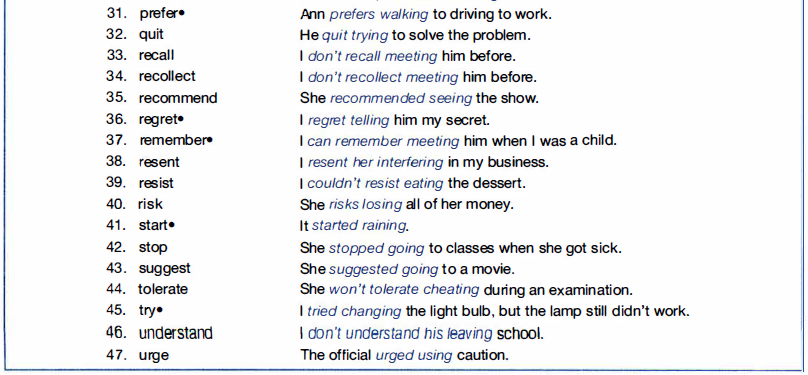 31. prefer• Ann prefers walking to driving to work.
32. quit He quit trying to solve the problem.
33. recall I don't recall meeting him before.
34. recollect I don't recollect meeting him before.
35. recommend She recommended seeing the show.
36. regret• I regret telling him my secret.
37. remember• I can remember meeting him when I was a child.
38. resent I resent her interfering in my business.
39. resist I couldn't resist eating the dessert.
40. risk She risks losing all of her money.
41. start• It started raining.
42. stop She stopped going to classes when she got sick.
43. suggest She suggested going to a movie.
44. tolerate She won't tolerate cheating during an examination.
45. try• I tried changing the light bulb, but the lamp still didn't work.
46. understand I don't understand his leaving school.
47. urge The official urged using caution.